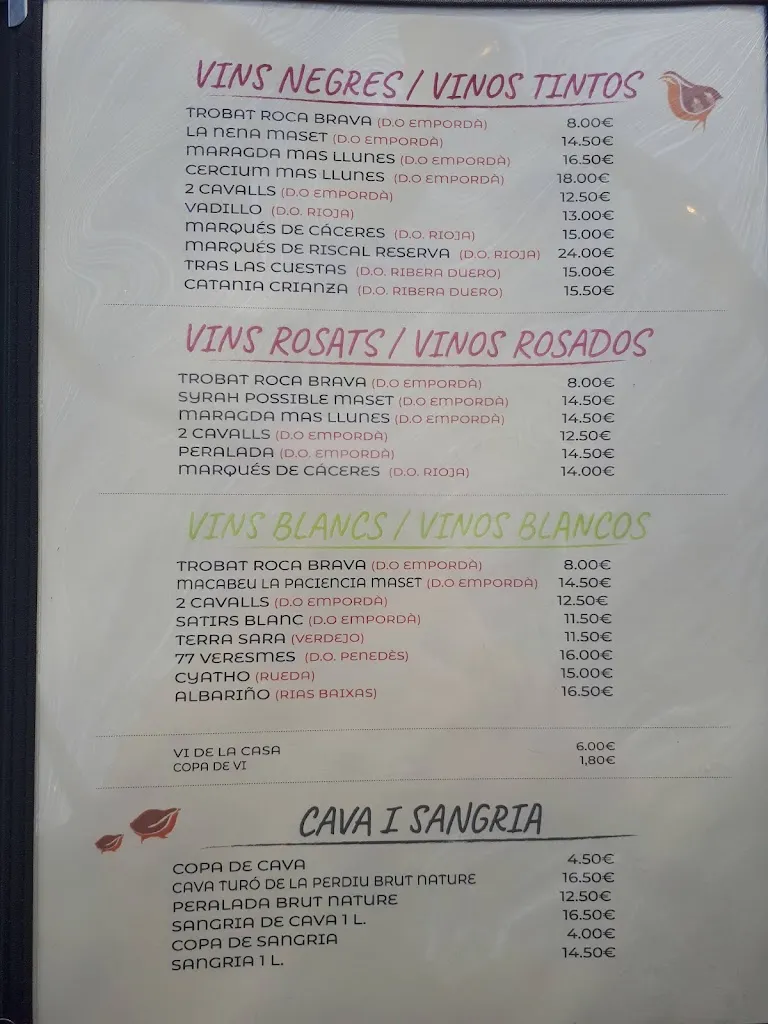 VINS NEGRES / VINOS TINTOS
TROBAT ROCA BRAVA (D.O EMPORDÀ) 8.00€
LA NENA MASET (D.O EMPORDÀ) 14.50€
MARAGDA MAS LLUNES (D.O EMPORDÀ) 16.50€
CERCIUM MAS LLUNES (D.O EMPORDÀ) 18.00€
2 CAVALLS (D.O EMPORDÀ) 12.50€
VADILLO (D.O. RIOJA) 13.00€
MARQUÉS DE CÁCERES (D.O. RIOJA) 15.00€
MARQUÉS DE RISCAL RESERVA (D.O. RIOJA) 24.00€
TRAS LAS CUESTAS (D.O. RIBERA DUERO) 15.00€
CATANIA CRIANZA (D.O. RIBERA DUERO) 15.50€
VINS ROSATS / VINOS ROSADOS
TROBAT ROCA BRAVA (D.O EMPORDÀ) 8.00€
SYRAH POSSIBLE MASET (D.O EMPORDÀ) 14.50€
MARAGDA MAS LLUNES (D.O EMPORDÀ) 14.50€
2 CAVALLS (D.O EMPORDÀ) 12.50€
PERALADA (D.O. EMPORDÀ) 14.50€
MARQUÉS DE CÁCERES (D.O. RIOJA) 14.00€
VINS BLANCS / VINOS BLANCOS
TROBAT ROCA BRAVA (D.O EMPORDÀ) 8.00€
MACABEU LA PACIENCIA MASET (D.O EMPORDÀ) 14.50€
2 CAVALLS (D.O EMPORDÀ) 12.50€
SATIRS BLANC (D.O EMPORDÀ) 11.50€
TERRA SARA (VERDEJO) 11.50€
77 VERESMES (D.O. PENEDÈS) 16.00€
CYATHO (RUEDA) 15.00€
ALBARIÑO (RIAS BAIXAS) 16.50€
VI DE LA CASA 6.00€
COPA DE VI 1,80€
CAVA I SANGRIA
COPA DE CAVA 4.50€
CAVA TURÓ DE LA PERDIU BRUT NATURE 16.50€
PERALADA BRUT NATURE 12.50€
SANGRIA DE CAVA 1 L. 16.50€
COPA DE SANGRIA 4.00€
SANGRIA 1 L. 14.50€